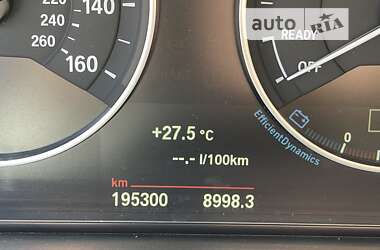 220 140
240
260 160
auto RIA
READY
OFF
EfficientDynamics
0
+27.5 °C
--.- l/100km
km
195300 8998.3